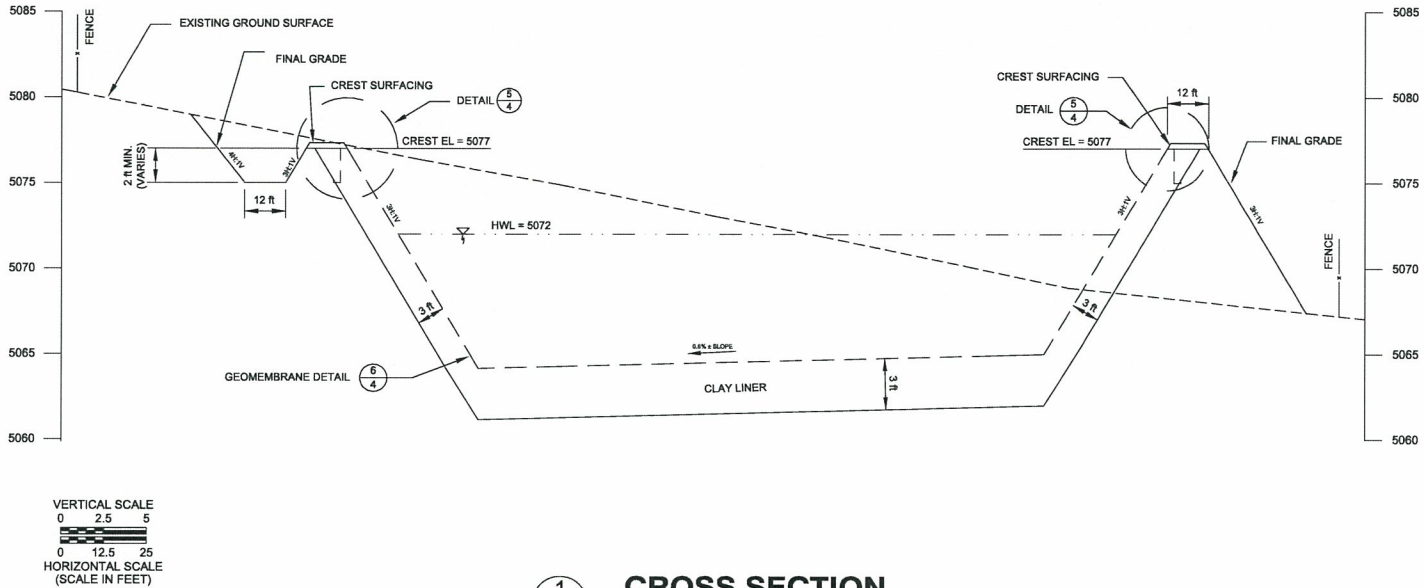 5085
FENCE
EXISTING GROUND SURFACE
FINAL GRADE
CREST SURFACING
DETAIL 5/4
CREST EL = 5077
5080
4H:1V
3H:1V
2 ft MIN.
(VARIES)
5075
12 ft
3H:1V
HWL = 5072
5070
3 ft
5065
GEOMEMBRANE DETAIL 6/4
0.5% ± SLOPE
CLAY LINER
3 ft
5060
5085
CREST SURFACING
12 ft
DETAIL 5/4
5080
CREST EL = 5077
FINAL GRADE
5075
3H:1V
3H:1V
FENCE
5070
3 ft
5065
5060
VERTICAL SCALE
0 2.5 5
0 12.5 25
HORIZONTAL SCALE
(SCALE IN FEET)
1
CROSS SECTION